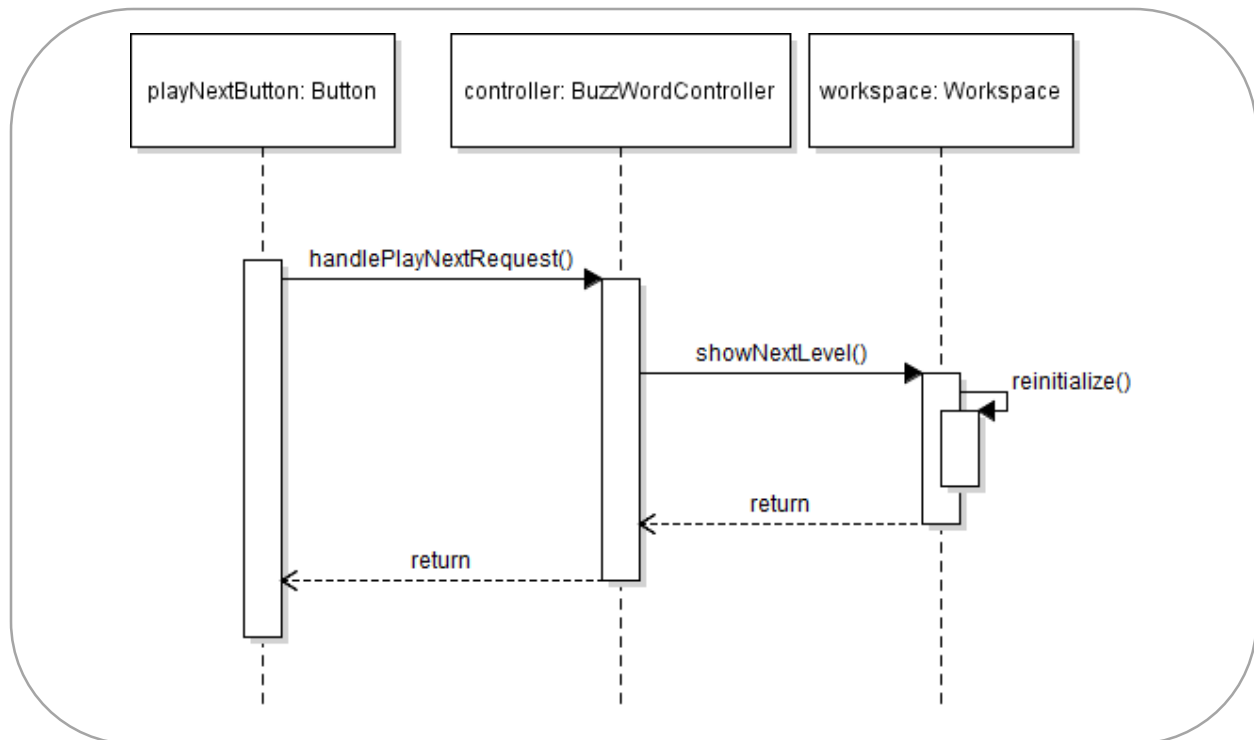 playNextButton: Button
controller: BuzzWordController
workspace: Workspace
handlePlayNextRequest()
showNextLevel()
reinitialize()
return
return